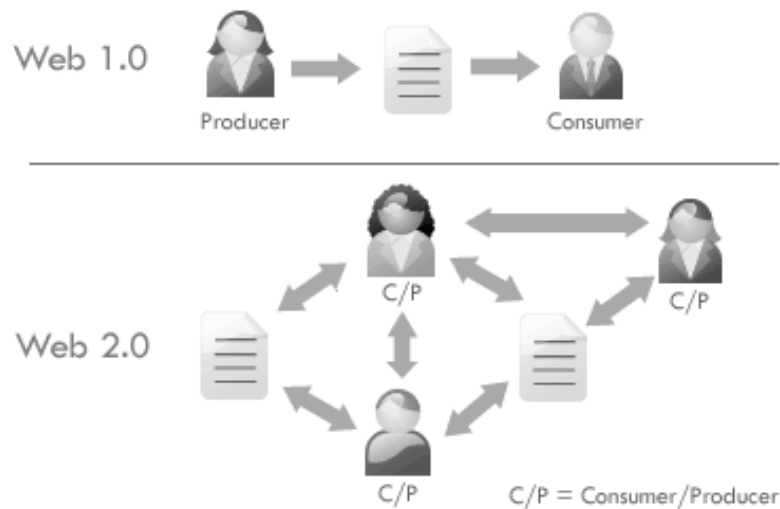 Web 1.0
Producer
Consumer
C/P
C/P
Web 2.0
C/P
C/P = Consumer/Producer